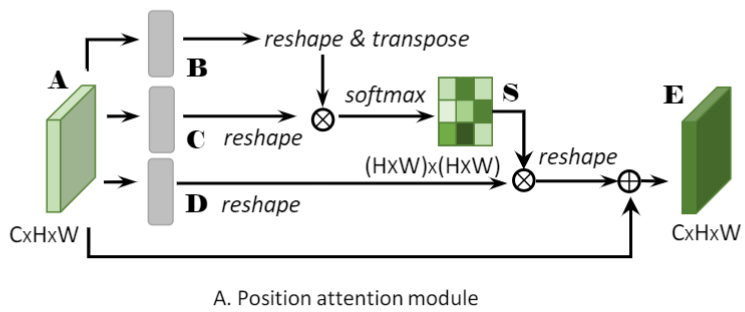 reshape & transpose
A
B
softmax
S
E
C reshape
reshape
(HxW)x(HxW)
D reshape
CxHxW
CxHxW
A. Position attention module